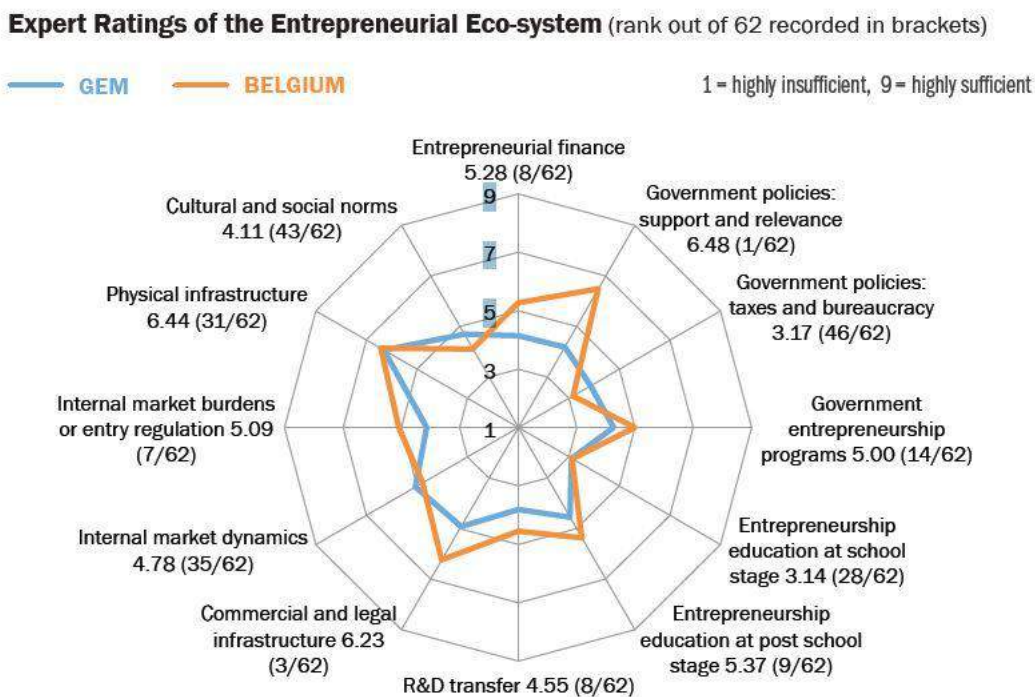 Expert Ratings of the Entrepreneurial Eco-system (rank out of 62 recorded in brackets)
GEM
BELGIUM
1 = highly insufficient, 9 = highly sufficient
Entrepreneurial finance
5.28 (8/62)
Government policies:
support and relevance
6.48 (1/62)
Government policies:
taxes and bureaucracy
3.17 (46/62)
Government
entrepreneurship
programs 5.00 (14/62)
Entrepreneurship
education at school
stage 3.14 (28/62)
Entrepreneurship
education at post school
stage 5.37 (9/62)
R&D transfer 4.55 (8/62)
Commercial and legal
infrastructure 6.23
(3/62)
Internal market dynamics
4.78 (35/62)
Internal market burdens
or entry regulation 5.09
(7/62)
Physical infrastructure
6.44 (31/62)
Cultural and social norms
4.11 (43/62)
9
7
5
3
1